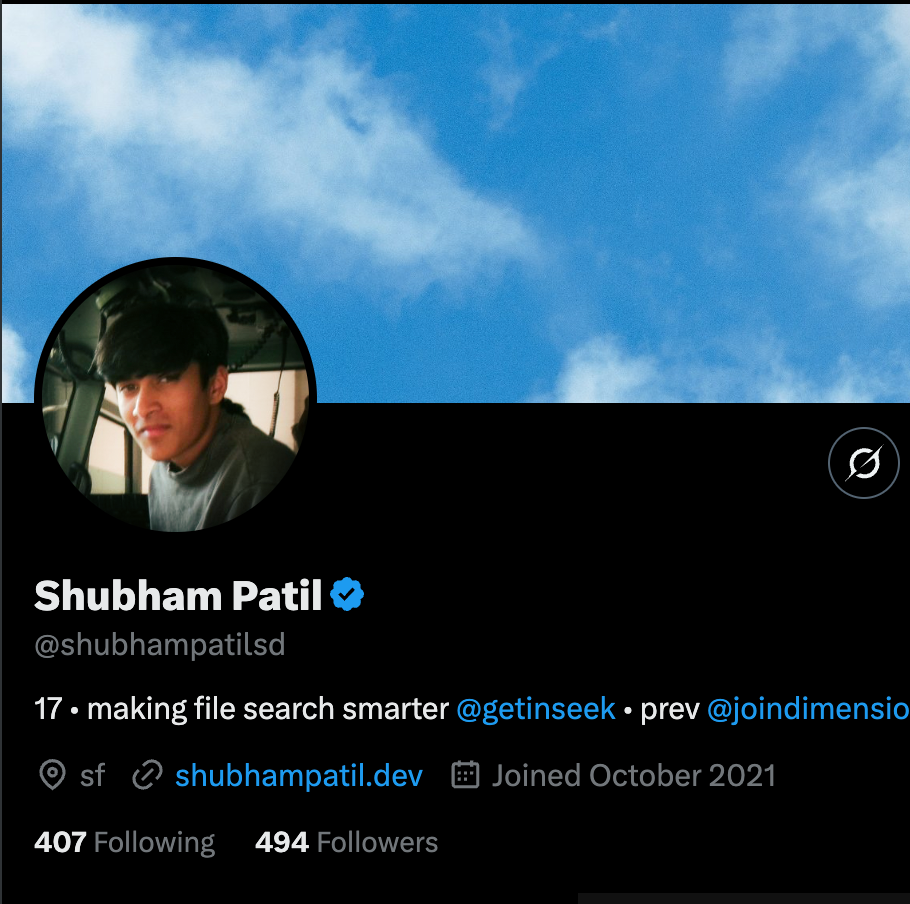 Shubham Patil
@shubhampatilsd
17 • making file search smarter @getinseek • prev @joindimensio
sf shubhampatil.dev Joined October 2021
407 Following 494 Followers